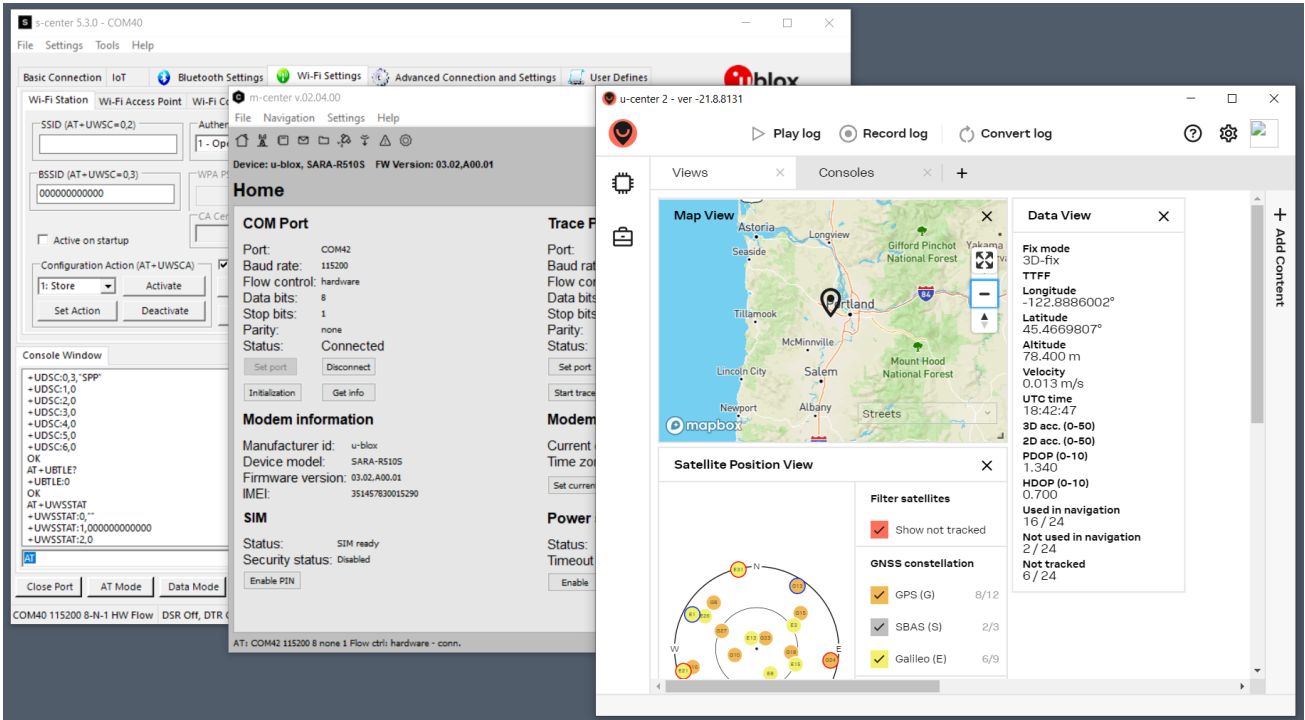 s-center 5.3.0 - COM40
File Settings Tools Help
Basic Connection IoT Bluetooth Settings Wi-Fi Settings Advanced Connection and Settings User Defines
ublox
Wi-Fi Station Wi-Fi Access Point
SSID (AT+UWSC=0,2)
BSSID (AT+UWSC=0,3)
000000000000
Active on startup
Configuration Action (AT+UWSCA)
1: Store Activate
Set Action Deactivate
Console Window
+UDSC:0,3,"SPP"
+UDSC:1,0
+UDSC:2,0
+UDSC:3,0
+UDSC:4,0
+UDSC:5,0
+UDSC:6,0
OK
AT+UBTLE?
+UBTLE:0
OK
AT+UWSSTAT
+UWSSTAT:0,""
+UWSSTAT:1,000000000000
+UWSSTAT:2,0
AT
Close Port AT Mode Data Mode
COM40 115200 8-N-1 HW Flow DSR Off, DTR
m-center v.02.04.00
File Navigation Settings Help
Device: u-blox, SARA-R510S FW Version: 03.02,A00.01
Home
COM Port
Port: COM42
Baud rate: 115200
Flow control: hardware
Data bits: 8
Stop bits: 1
Parity: none
Status: Connected
Set port Disconnect
Initialization Get info
Modem information
Manufacturer id: u-blox
Device model: SARA-R510S
Firmware version: 03.02,A00.01
IMEI: 351457830015290
SIM
Status: SIM ready
Security status: Disabled
Enable PIN
Trace
Port:
Baud
Flow
Data bits
Stop bits
Parity:
Status:
Set port
Start trace
Modem
Current
Time
Set
Power
Status:
Timeout
Enable
AT: COM42 115200 8 none 1 Flow ctrl: hardware - conn.
u-center 2 - ver -21.8.8131
Play log Record log Convert log
Views Consoles +
+ Add Content
Map View
Astoria
Longview
Seaside
Gifford Pinchot
National Forest
Yakama
84
Portland
Tillamook
McMinnville
Mount Hood
National Forest
Lincoln City
Salem
Newport
Albany
Streets
mapbox
Data View
Fix mode
3D-fix
TTFF
Longitude
-122.8886002°
Latitude
45.4669807°
Altitude
78.400 m
Velocity
0.013 m/s
UTC time
18:42:47
3D acc. (0-50)
2D acc. (0-50)
PDOP (0-10)
1.340
HDOP (0-10)
0.700
Used in navigation
16 / 24
Not used in navigation
2 / 24
Not tracked
6 / 24
Satellite Position View
N
W
E
Filter satellites
Show not tracked
GNSS constellation
GPS (G) 8/12
SBAS (S) 2/3
Galileo (E) 6/9